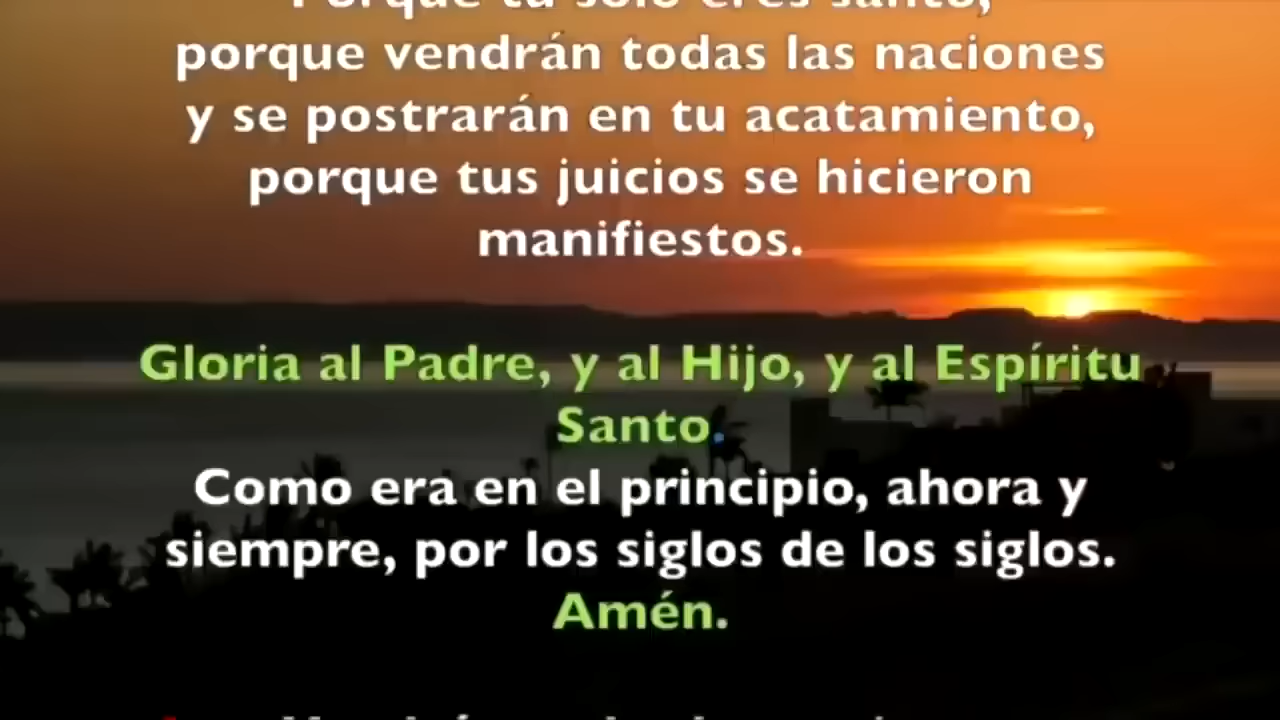 Porque tú solo eres santo,
porque vendrán todas las naciones
y se postrarán en tu acatamiento,
porque tus juicios se hicieron
manifiestos.
Gloria al Padre, y al Hijo, y al Espíritu
Santo.
Como era en el principio, ahora y
siempre, por los siglos de los siglos.
Amén.